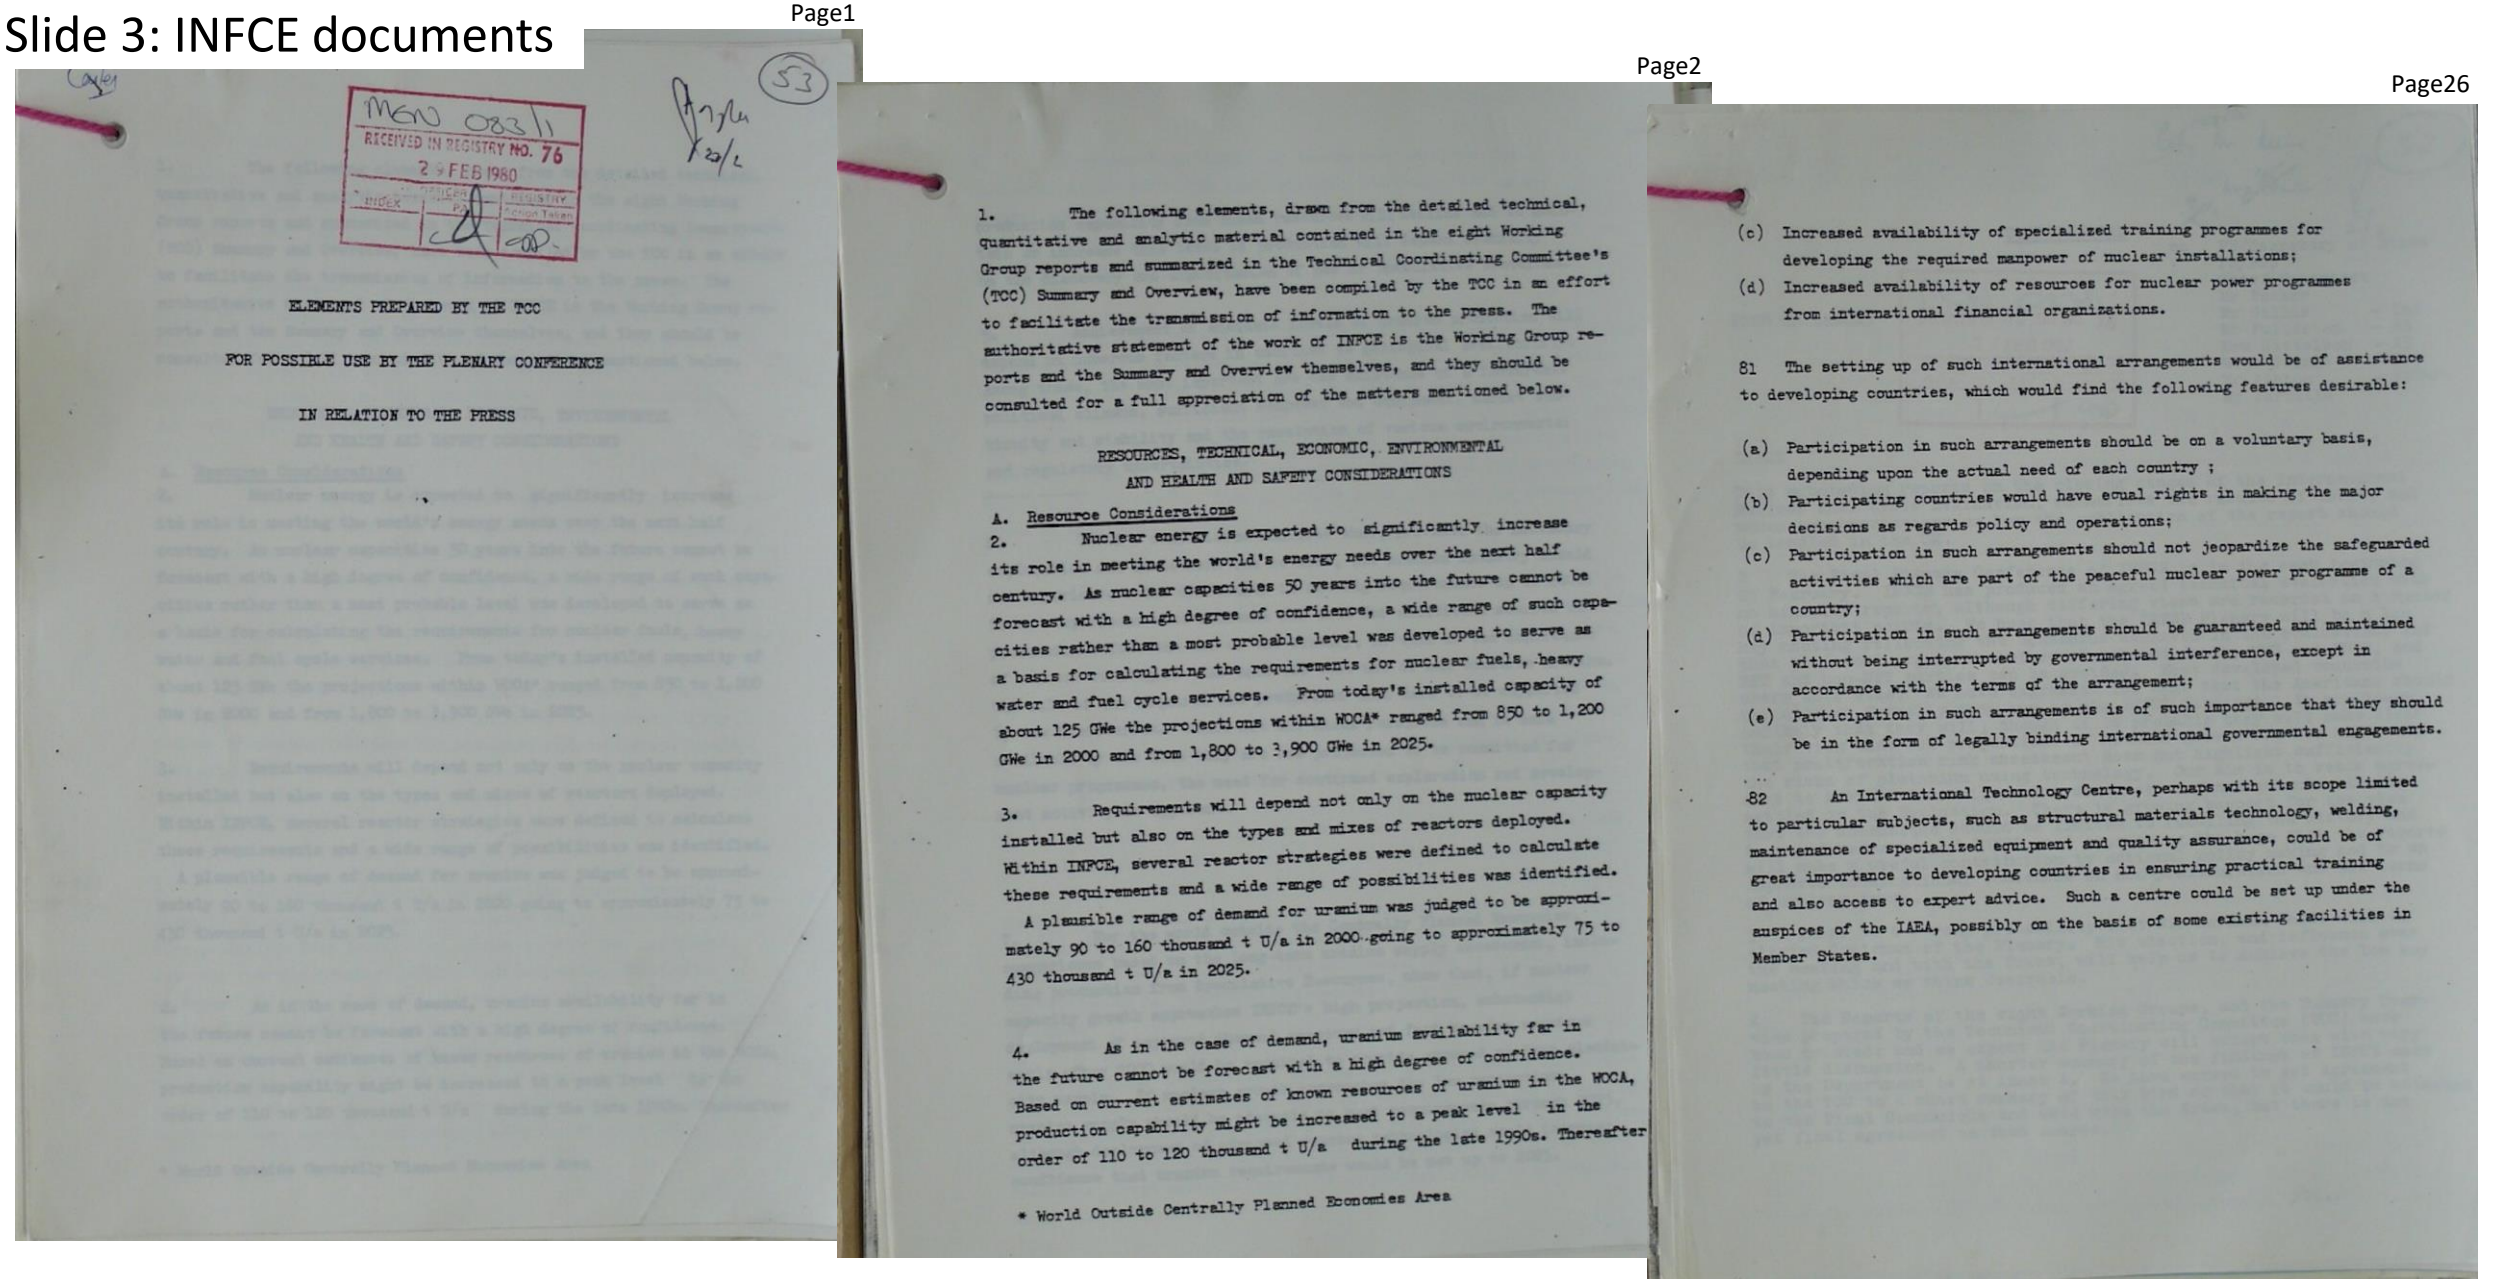 Slide 3: INFCE documents
Page1
53
MEN 083/1
RECEIVED IN REGISTRY NO. 76
29 FEB 1980
OFFICER
REGISTRY
INDEX
PA
Action Taken
ELEMENTS PREPARED BY THE TCC
FOR POSSIBLE USE BY THE PLENARY CONFERENCE
IN RELATION TO THE PRESS
Page2
1. The following elements, drawn from the detailed technical,
quantitative and analytic material contained in the eight Working
Group reports and summarized in the Technical Coordinating Committee's
(TCC) Summary and Overview, have been compiled by the TCC in an effort
to facilitate the transmission of information to the press. The
authoritative statement of the work of INFCE is the Working Group re-
ports and the Summary and Overview themselves, and they should be
consulted for a full appreciation of the matters mentioned below.
RESOURCES, TECHNICAL, ECONOMIC, ENVIRONMENTAL
AND HEALTH AND SAFETY CONSIDERATIONS
A. Resource Considerations
2. Nuclear energy is expected to significantly increase
its role in meeting the world's energy needs over the next half
century. As nuclear capacities 50 years into the future cannot be
forecast with a high degree of confidence, a wide range of such capa-
cities rather than a most probable level was developed to serve as
a basis for calculating the requirements for nuclear fuels, heavy
water and fuel cycle services. From today's installed capacity of
about 125 GWe the projections within WOCA* ranged from 850 to 1,200
GWe in 2000 and from 1,800 to 3,900 GWe in 2025.
3. Requirements will depend not only on the nuclear capacity
installed but also on the types and mixes of reactors deployed.
Within INFCE, several reactor strategies were defined to calculate
these requirements and a wide range of possibilities was identified.
A plausible range of demand for uranium was judged to be approxi-
mately 90 to 160 thousand t U/a in 2000 going to approximately 75 to
430 thousand t U/a in 2025.
4. As in the case of demand, uranium availability far in
the future cannot be forecast with a high degree of confidence.
Based on current estimates of known resources of uranium in the WOCA,
production capability might be increased to a peak level in the
order of 110 to 120 thousand t U/a during the late 1990s. Thereafter
* World Outside Centrally Planned Economies Area
Page26
(c) Increased availability of specialized training programmes for
developing the required manpower of nuclear installations;
(d) Increased availability of resources for nuclear power programmes
from international financial organizations.
81 The setting up of such international arrangements would be of assistance
to developing countries, which would find the following features desirable:
(a) Participation in such arrangements should be on a voluntary basis,
depending upon the actual need of each country ;
(b) Participating countries would have equal rights in making the major
decisions as regards policy and operations;
(c) Participation in such arrangements should not jeopardize the safeguarded
activities which are part of the peaceful nuclear power programme of a
country;
(d) Participation in such arrangements should be guaranteed and maintained
without being interrupted by governmental interference, except in
accordance with the terms of the arrangement;
(e) Participation in such arrangements is of such importance that they should
be in the form of legally binding international governmental engagements.
82 An International Technology Centre, perhaps with its scope limited
to particular subjects, such as structural materials technology, welding,
maintenance of specialized equipment and quality assurance, could be of
great importance to developing countries in ensuring practical training
and also access to expert advice. Such a centre could be set up under the
auspices of the IAEA, possibly on the basis of some existing facilities in
Member States.